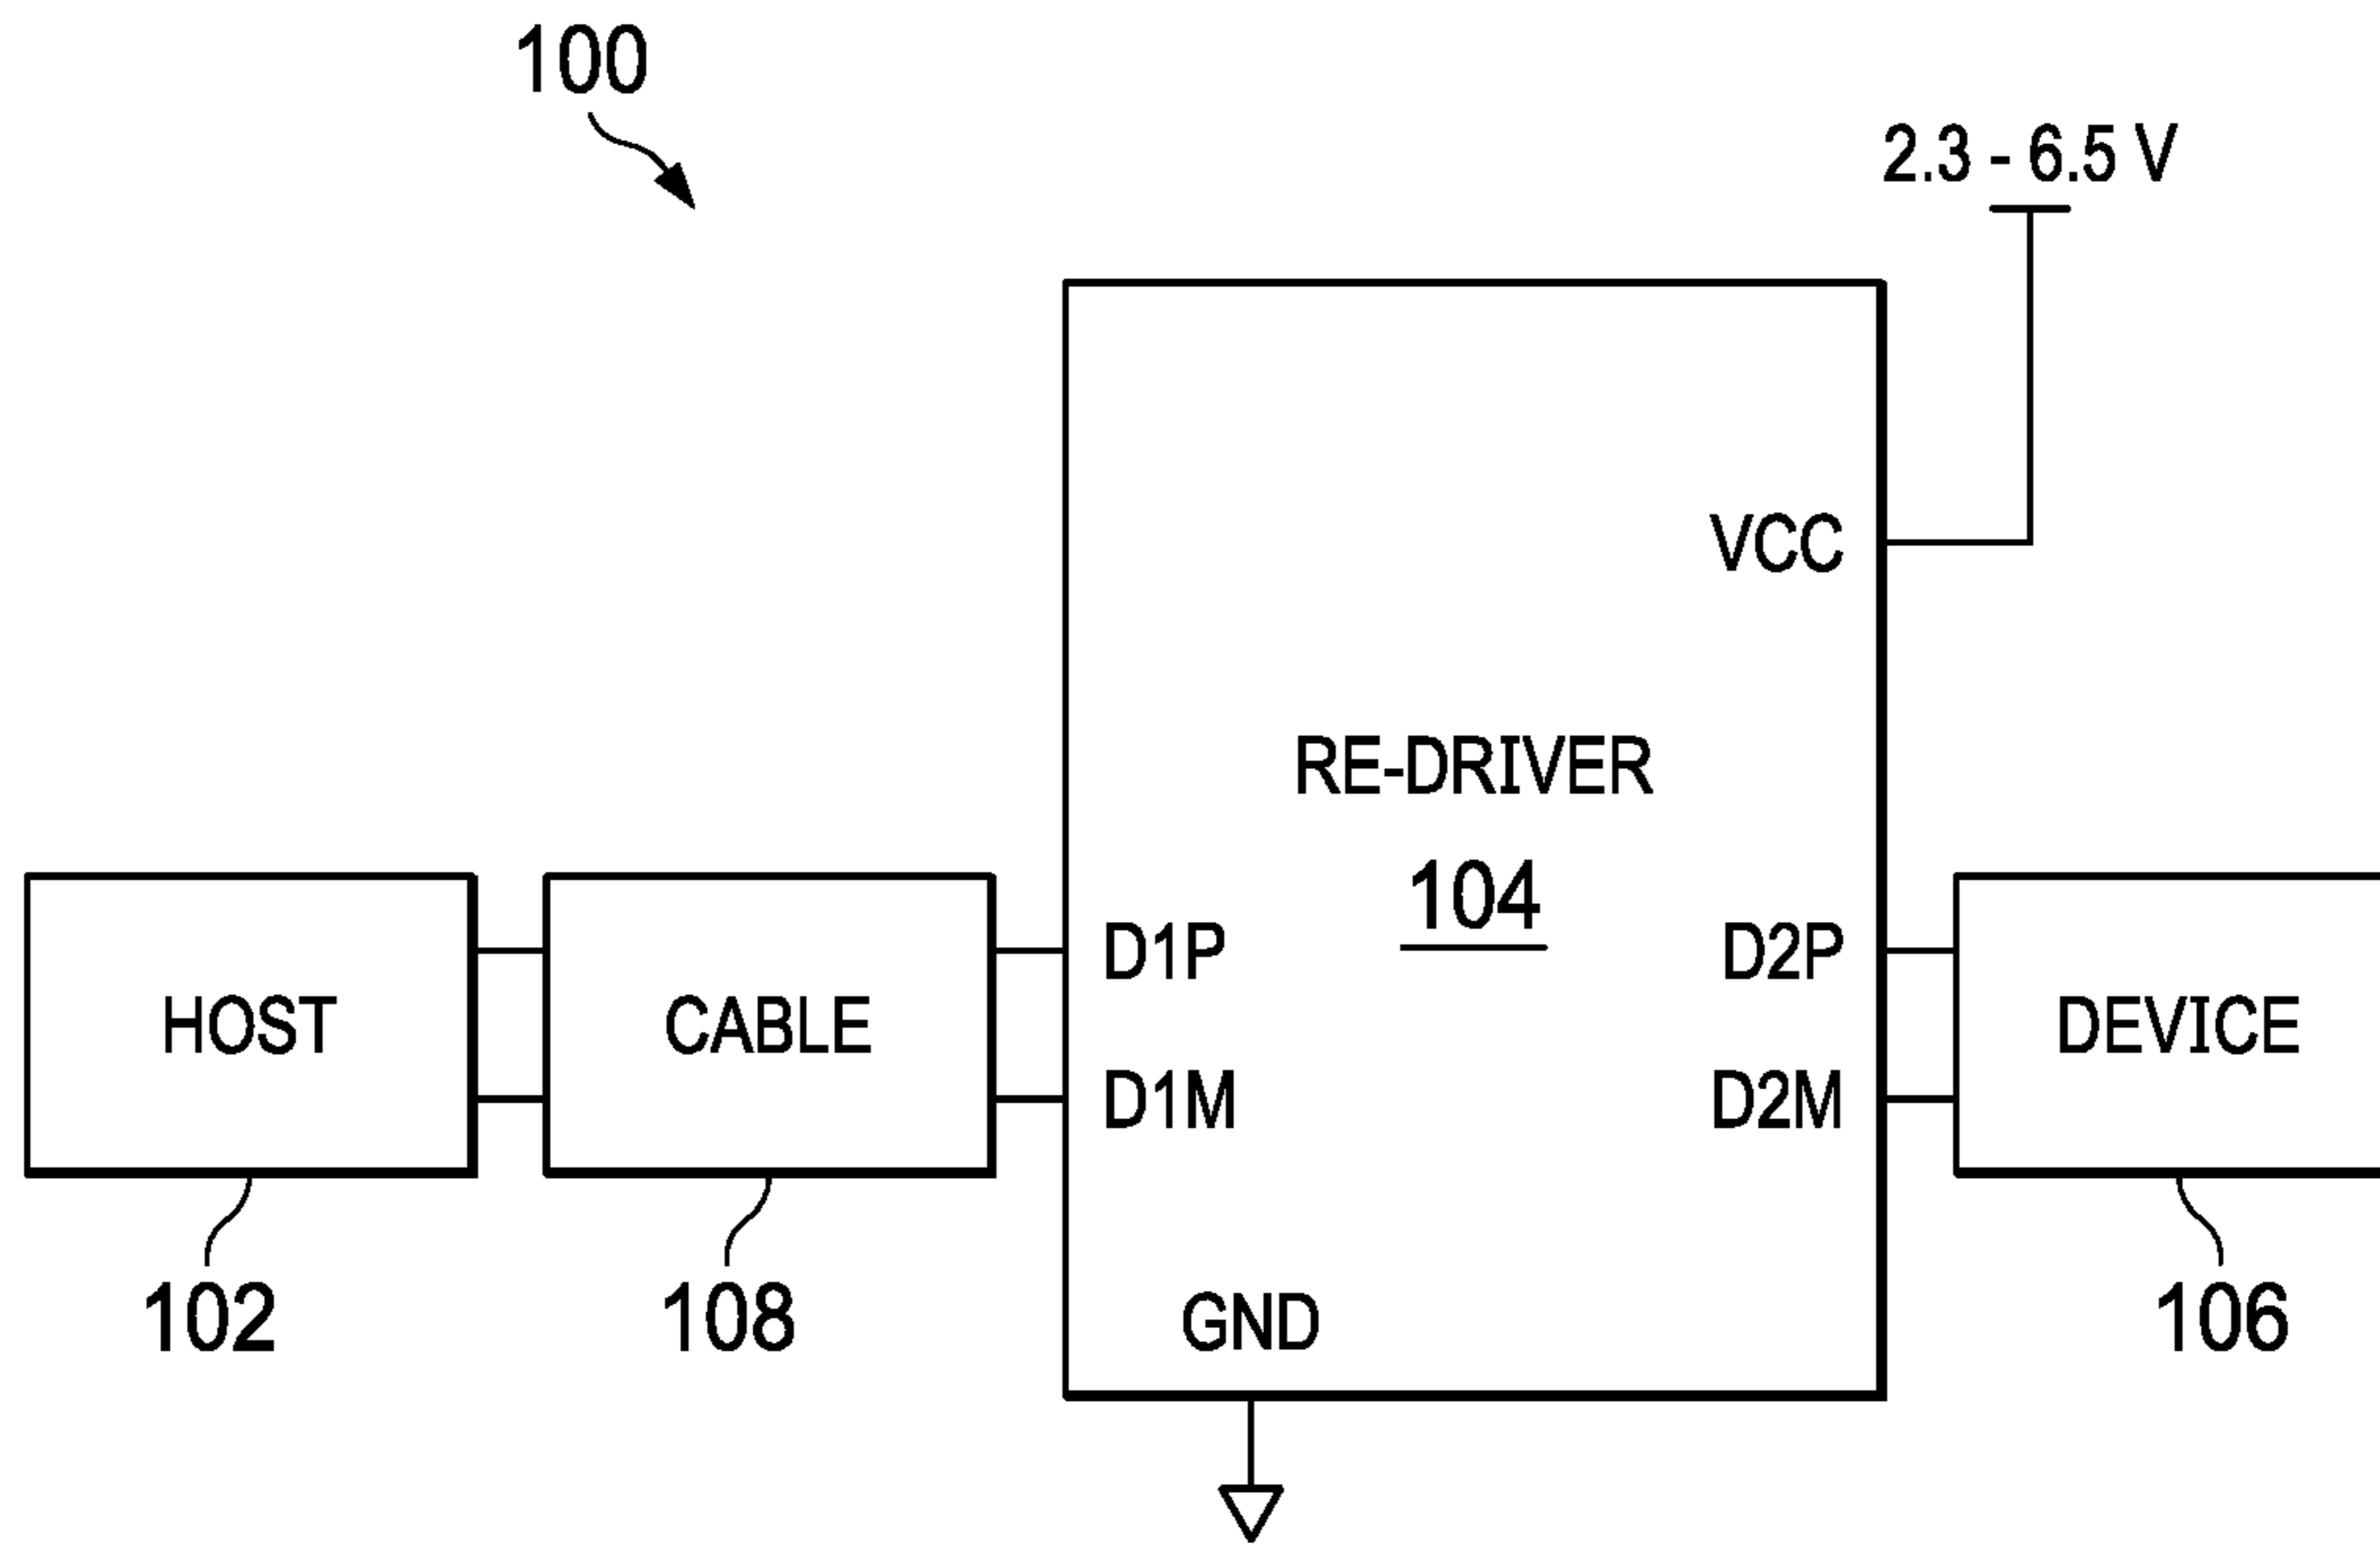 100
2.3 - 6.5 V
VCC
RE-DRIVER
104
D1P
D2P
HOST
CABLE
DEVICE
D1M
D2M
102
108
GND
106